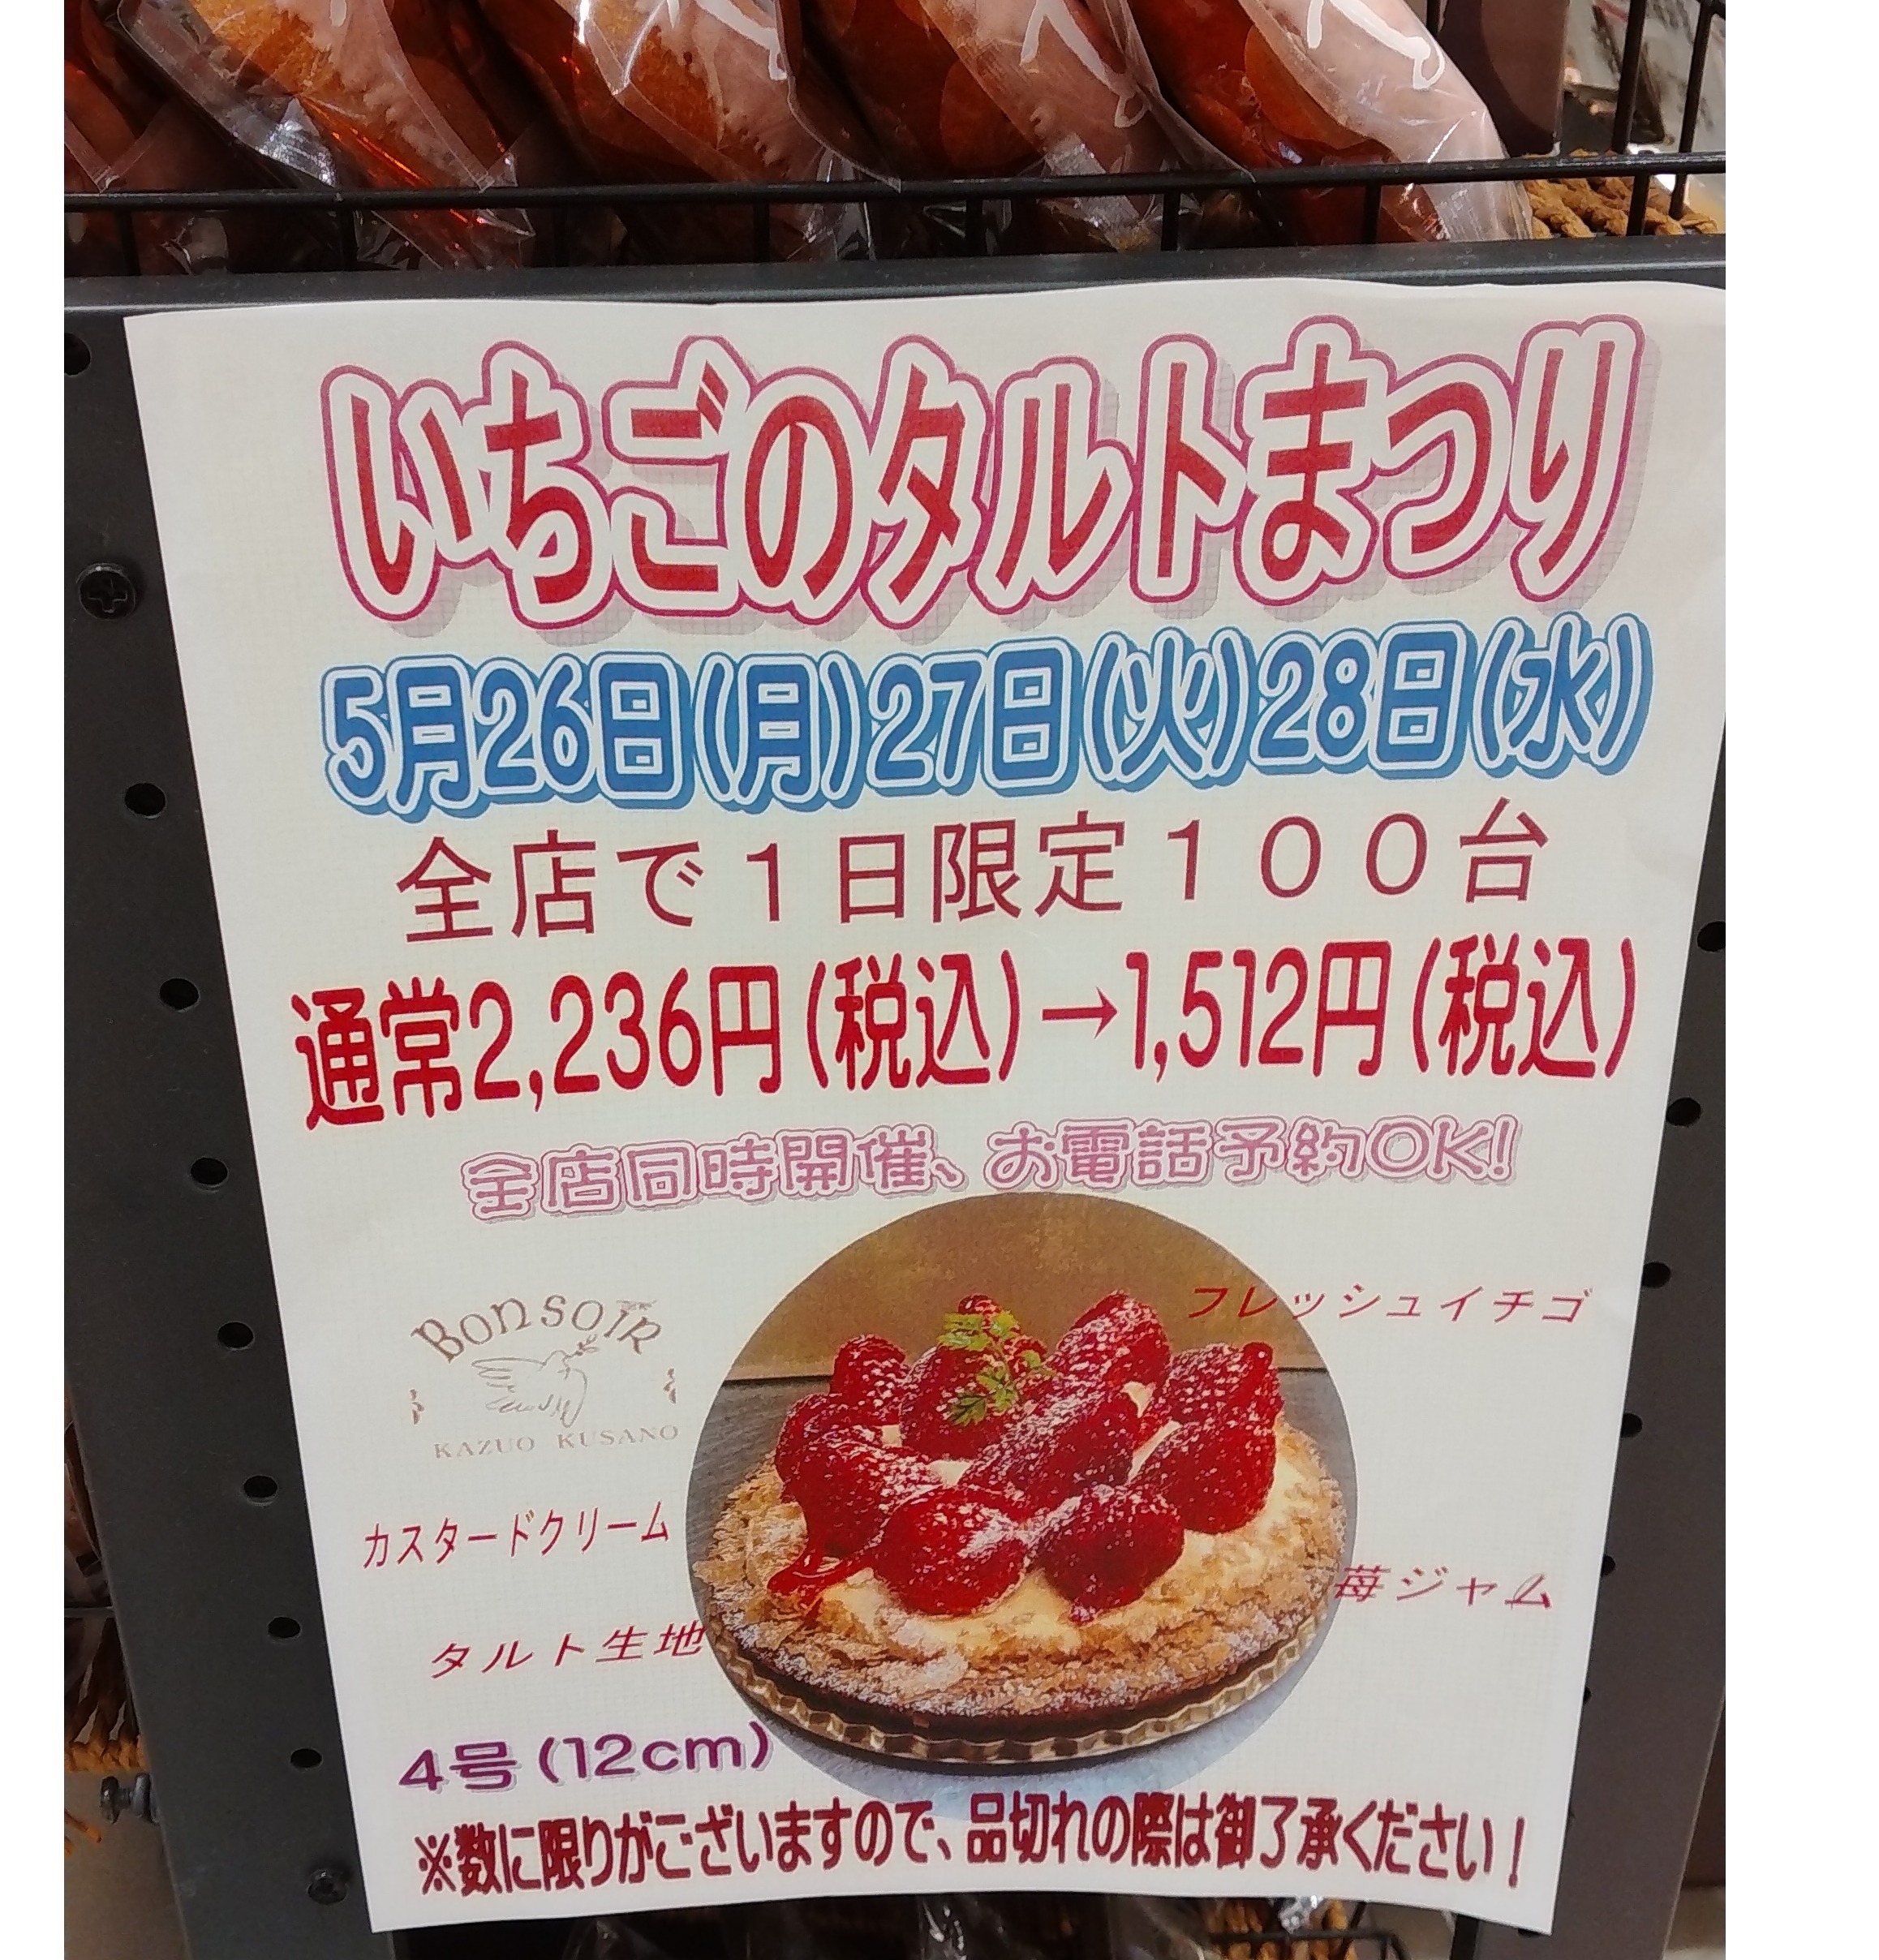 いちごのタルトまつり
5月26日(月)27日(火)28日(水)
全店で1日限定100台
通常2,236円(税込)→1,512円(税込)
全店同時開催、お電話予約OK!
フレッシュイチゴ
Bonsoir
KAZUO KUSANO
カスタードクリーム
苺ジャム
タルト生地
4号(12cm)
※数に限りがございますので、品切れの際は御了承ください!